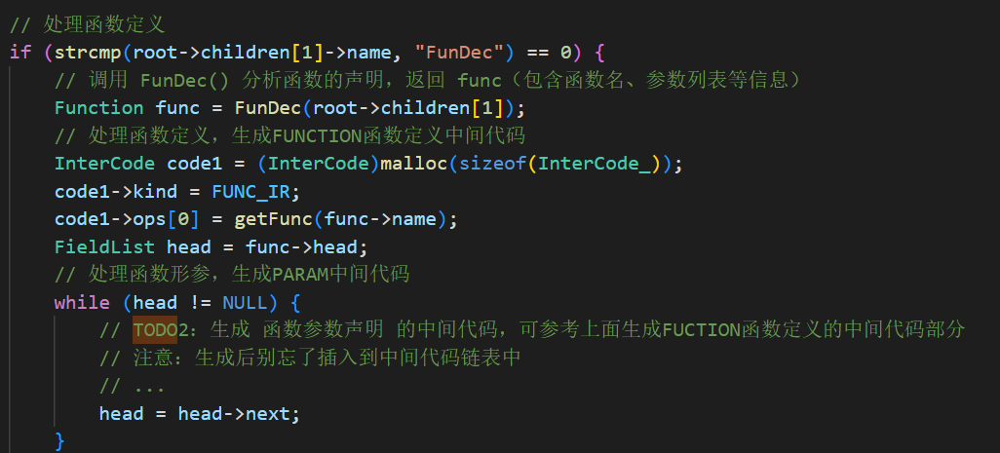 // 处理函数定义
if (strcmp(root->children[1]->name, "FunDec") == 0) {
    // 调用 FunDec() 分析函数的声明，返回 func（包含函数名、参数列表等信息）
    Function func = FunDec(root->children[1]);
    // 处理函数定义，生成FUNCTION函数定义中间代码
    InterCode code1 = (InterCode)malloc(sizeof(InterCode_));
    code1->kind = FUNC_IR;
    code1->ops[0] = getFunc(func->name);
    FieldList head = func->head;
    // 处理函数形参，生成PARAM中间代码
    while (head != NULL) {
        // TODO2: 生成 函数参数声明 的中间代码，可参考上面生成FUCTION函数定义的中间代码部分
        // 注意: 生成后别忘了插入到中间代码链表中
        // ...
        head = head->next;
    }